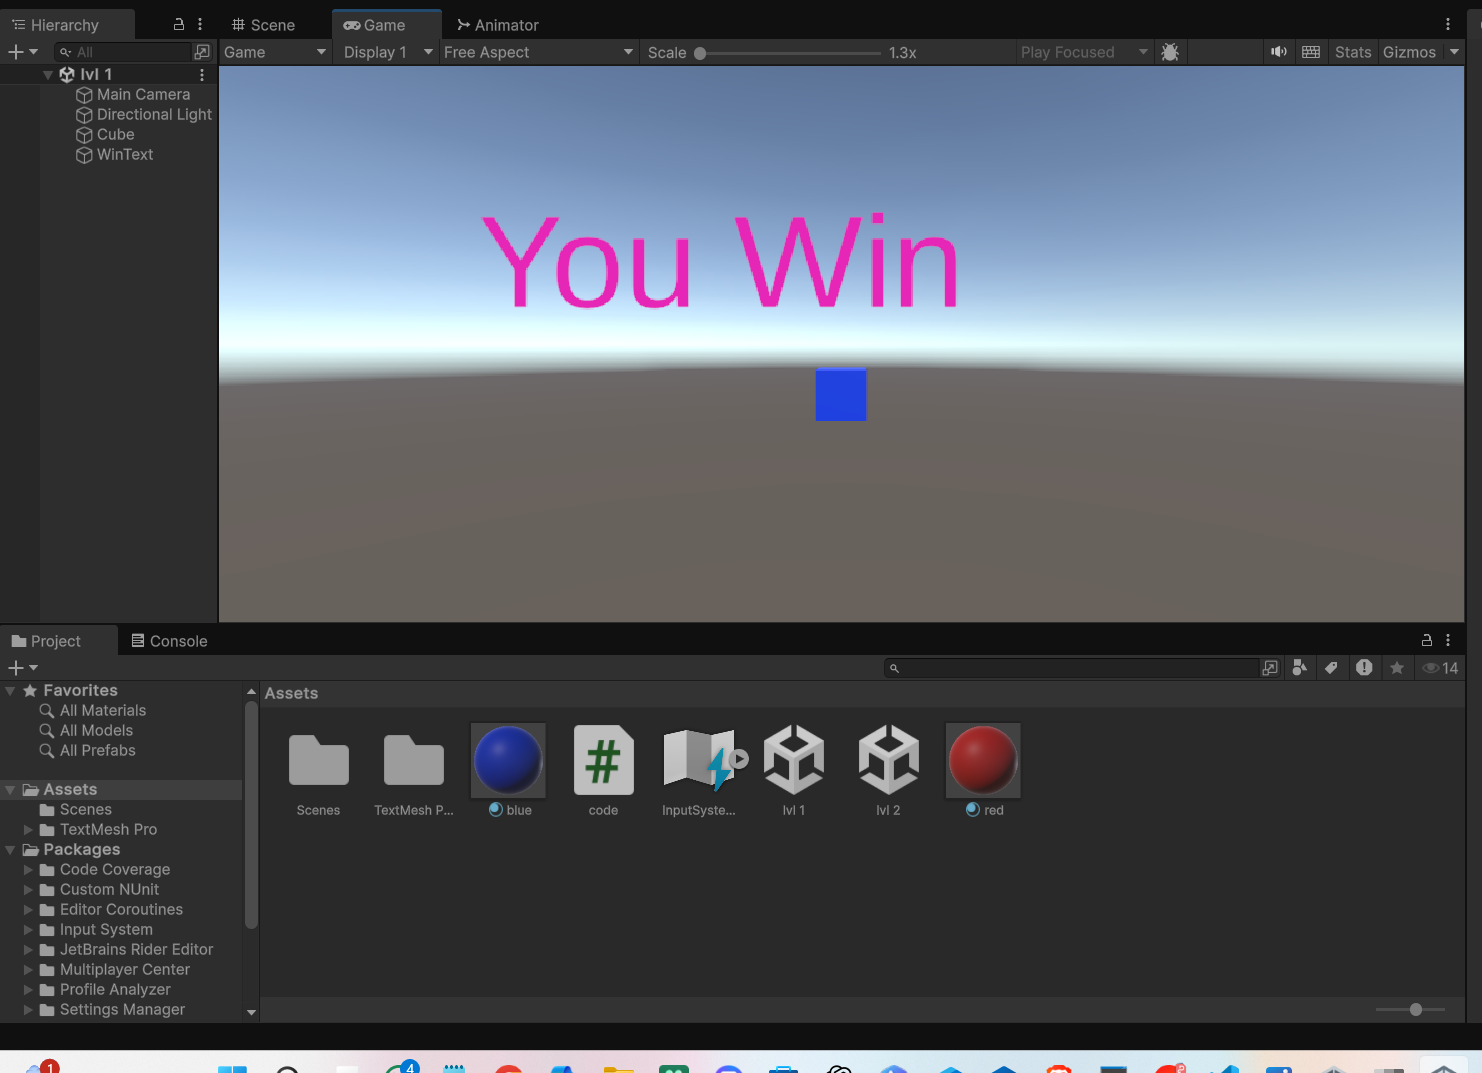 Hierarchy
Scene
Game
Animator
All
Game
Display 1
Free Aspect
Scale
1.3x
Play Focused
Stats
Gizmos
lvl 1
Main Camera
Directional Light
Cube
WinText
You Win
Project
Console
14
Favorites
All Materials
All Models
All Prefabs
Assets
Scenes
TextMesh Pro
Packages
Code Coverage
Custom NUnit
Editor Coroutines
Input System
JetBrains Rider Editor
Multiplayer Center
Profile Analyzer
Settings Manager
Assets
#
Scenes
TextMesh P...
blue
code
InputSyste...
lvl 1
lvl 2
red
1
4